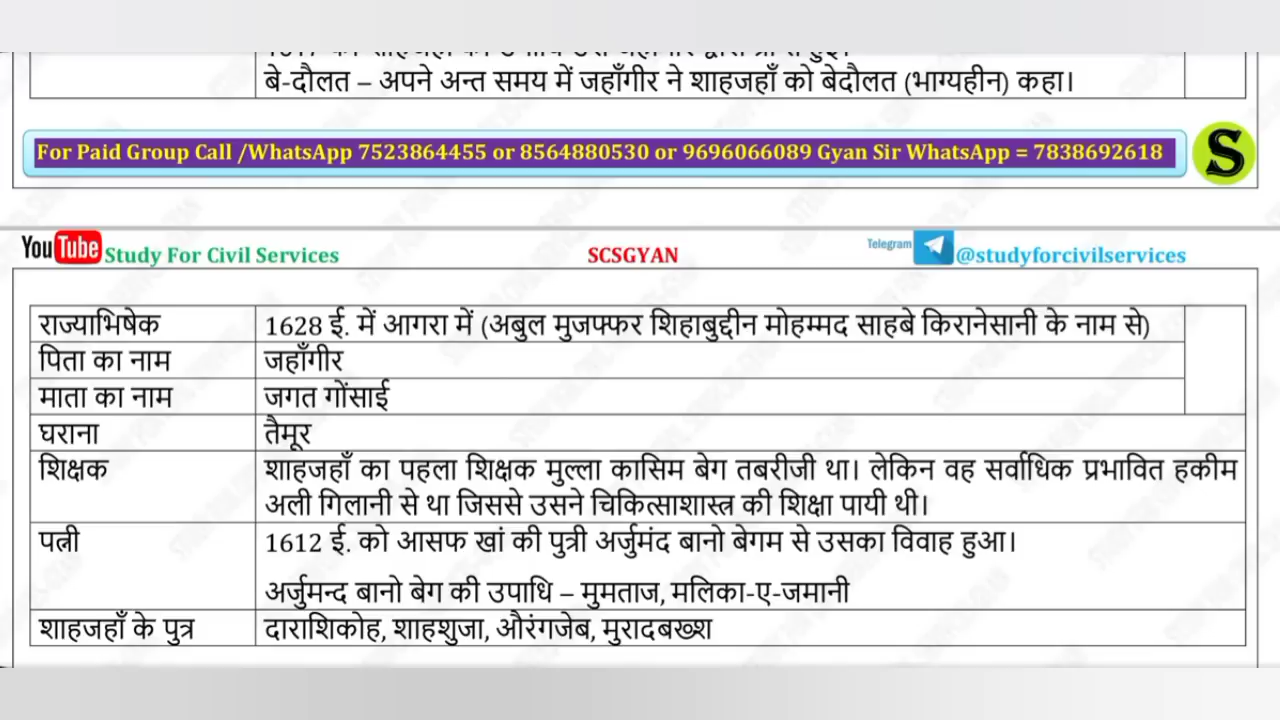 बे-दौलत – अपने अन्त समय में जहाँगीर ने शाहजहाँ को बेदौलत (भाग्यहीन) कहा।
For Paid Group Call /WhatsApp 7523864455 or 8564880530 or 9696066089 Gyan Sir WhatsApp = 7838692618
S
YouTube Study For Civil Services SCSGYAN Telegram @studyforcivilservices
राज्याभिषेक 1628 ई. में आगरा में (अबुल मुजफ्फर शिहाबुद्दीन मोहम्मद साहबे किरानेसानी के नाम से)
पिता का नाम जहाँगीर
माता का नाम जगत गोंसाई
घराना तैमूर
शिक्षक शाहजहाँ का पहला शिक्षक मुल्ला कासिम बेग तबरीजी था। लेकिन वह सर्वाधिक प्रभावित हकीम
अली गिलानी से था जिससे उसने चिकित्साशास्त्र की शिक्षा पायी थी।
पत्नी 1612 ई. को आसफ खां की पुत्री अर्जुमंद बानो बेगम से उसका विवाह हुआ।
अर्जुमन्द बानो बेग की उपाधि – मुमताज, मलिका-ए-जमानी
शाहजहाँ के पुत्र दाराशिकोह, शाहशुजा, औरंगजेब, मुरादबख्श